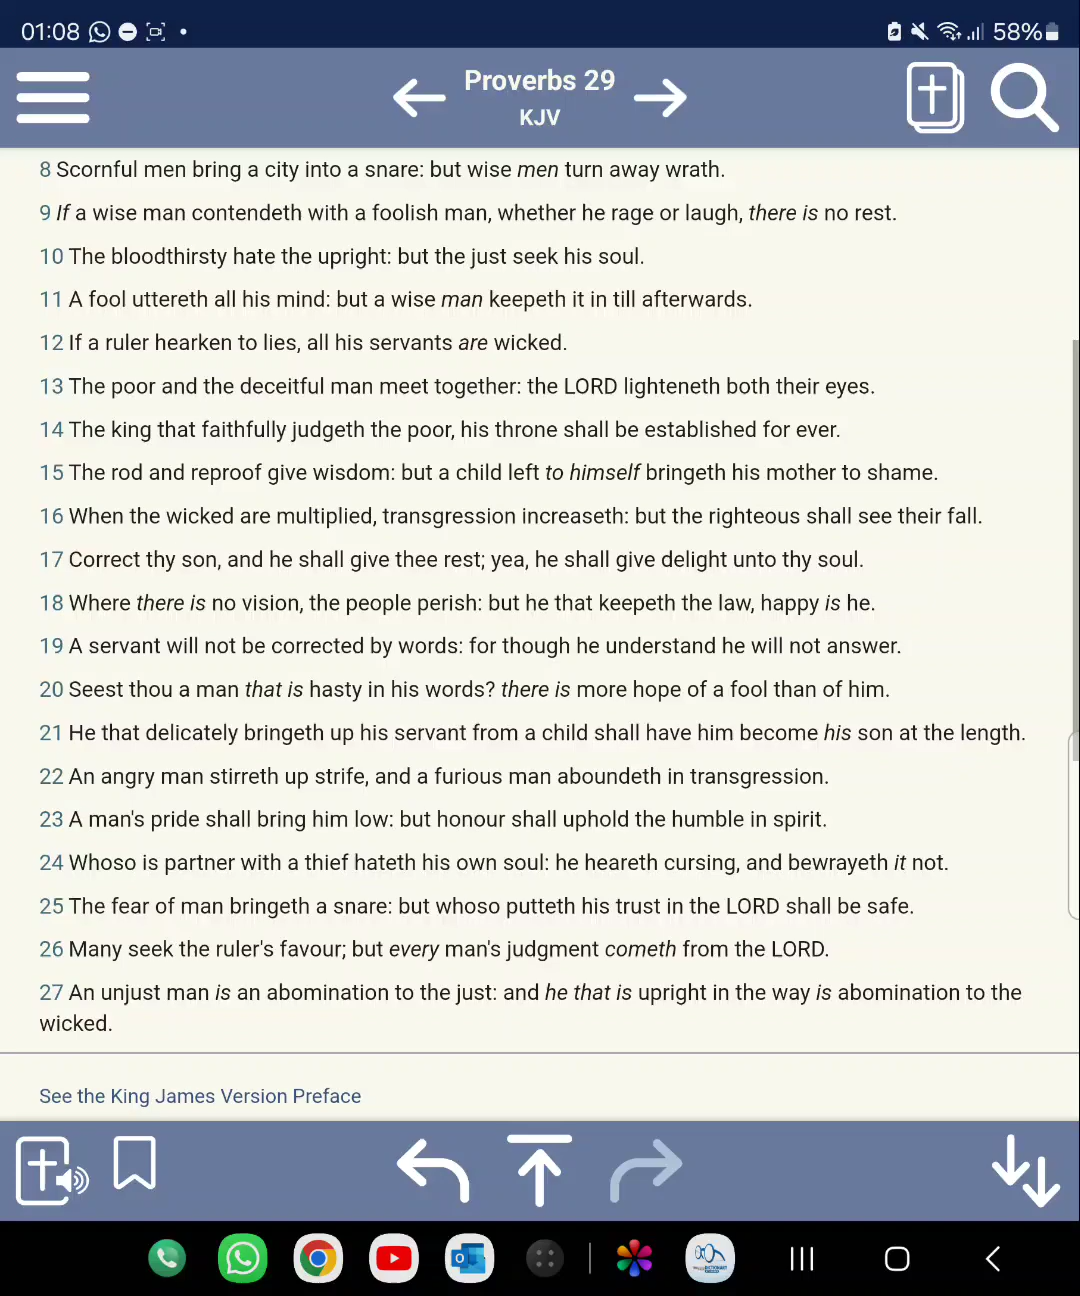 01:08
58%
Proverbs 29
KJV
8 Scornful men bring a city into a snare: but wise men turn away wrath.
9 If a wise man contendeth with a foolish man, whether he rage or laugh, there is no rest.
10 The bloodthirsty hate the upright: but the just seek his soul.
11 A fool uttereth all his mind: but a wise man keepeth it in till afterwards.
12 If a ruler hearken to lies, all his servants are wicked.
13 The poor and the deceitful man meet together: the LORD lighteneth both their eyes.
14 The king that faithfully judgeth the poor, his throne shall be established for ever.
15 The rod and reproof give wisdom: but a child left to himself bringeth his mother to shame.
16 When the wicked are multiplied, transgression increaseth: but the righteous shall see their fall.
17 Correct thy son, and he shall give thee rest; yea, he shall give delight unto thy soul.
18 Where there is no vision, the people perish: but he that keepeth the law, happy is he.
19 A servant will not be corrected by words: for though he understand he will not answer.
20 Seest thou a man that is hasty in his words? there is more hope of a fool than of him.
21 He that delicately bringeth up his servant from a child shall have him become his son at the length.
22 An angry man stirreth up strife, and a furious man aboundeth in transgression.
23 A man's pride shall bring him low: but honour shall uphold the humble in spirit.
24 Whoso is partner with a thief hateth his own soul: he heareth cursing, and bewrayeth it not.
25 The fear of man bringeth a snare: but whoso putteth his trust in the LORD shall be safe.
26 Many seek the ruler's favour; but every man's judgment cometh from the LORD.
27 An unjust man is an abomination to the just: and he that is upright in the way is abomination to the
wicked.
See the King James Version Preface